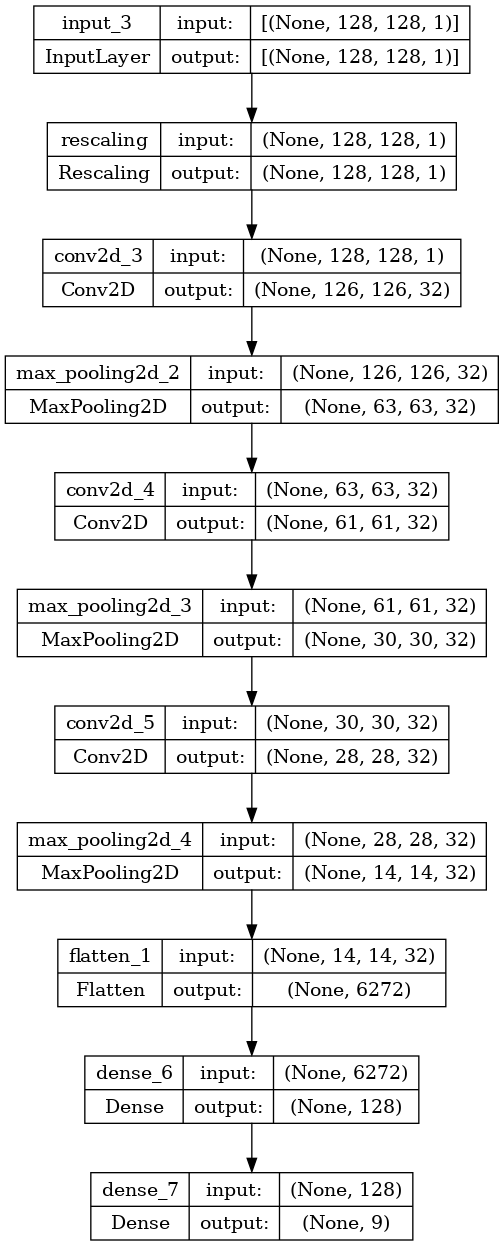 input_3 input: [(None, 128, 128, 1)]
InputLayer output: [(None, 128, 128, 1)]
rescaling input: (None, 128, 128, 1)
Rescaling output: (None, 128, 128, 1)
conv2d_3 input: (None, 128, 128, 1)
Conv2D output: (None, 126, 126, 32)
max_pooling2d_2 input: (None, 126, 126, 32)
MaxPooling2D output: (None, 63, 63, 32)
conv2d_4 input: (None, 63, 63, 32)
Conv2D output: (None, 61, 61, 32)
max_pooling2d_3 input: (None, 61, 61, 32)
MaxPooling2D output: (None, 30, 30, 32)
conv2d_5 input: (None, 30, 30, 32)
Conv2D output: (None, 28, 28, 32)
max_pooling2d_4 input: (None, 28, 28, 32)
MaxPooling2D output: (None, 14, 14, 32)
flatten_1 input: (None, 14, 14, 32)
Flatten output: (None, 6272)
dense_6 input: (None, 6272)
Dense output: (None, 128)
dense_7 input: (None, 128)
Dense output: (None, 9)